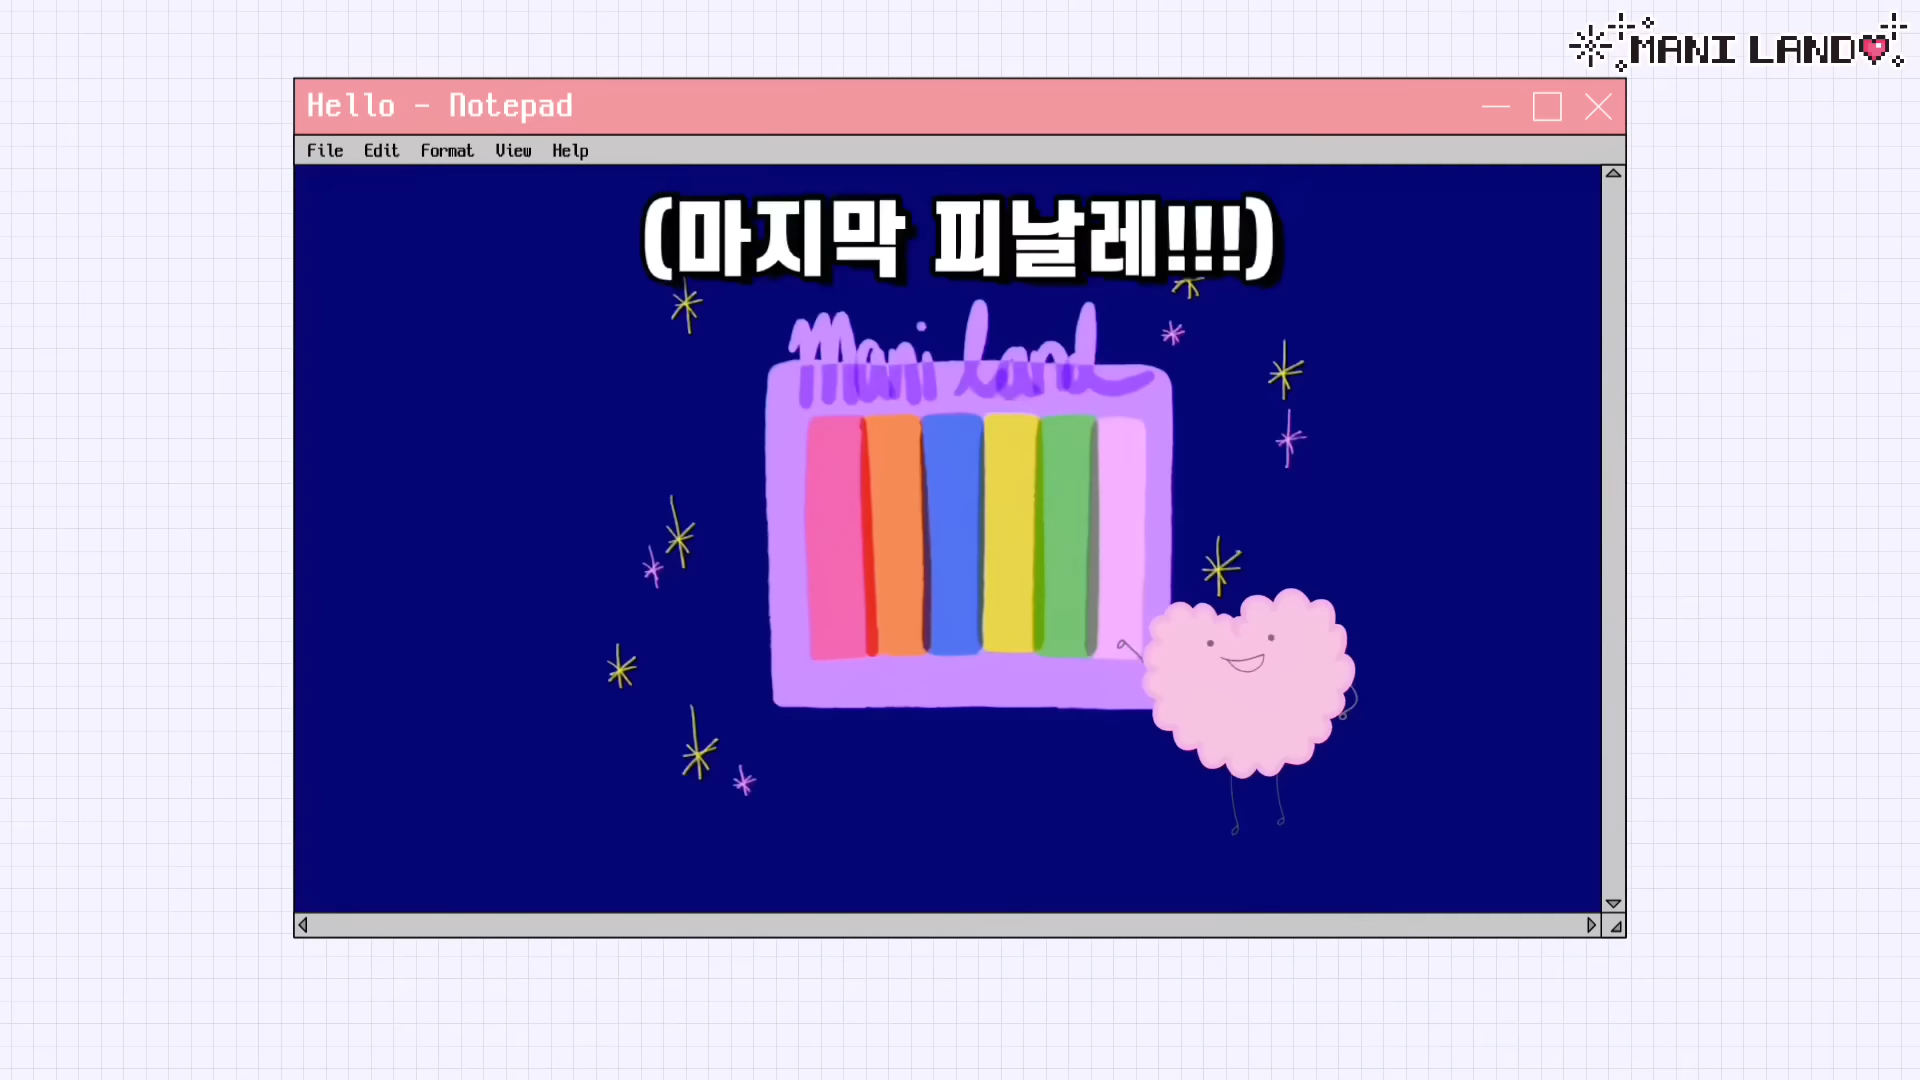 MANI LAND
Hello - Notepad
File Edit Format View Help
(마지막 피날레!!!)
Mani Land